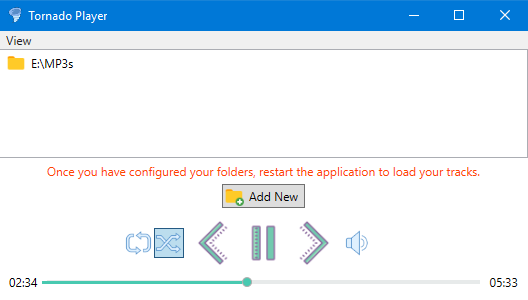 Tornado Player
View
E:\MP3s
Once you have configured your folders, restart the application to load your tracks.
Add New
02:34 05:33